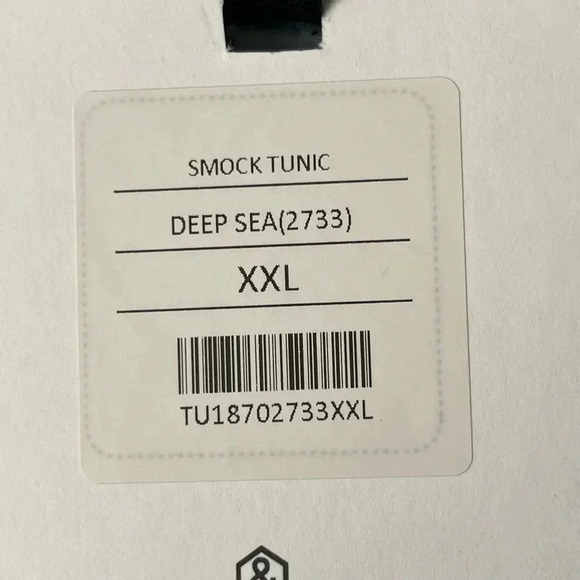 SMOCK TUNIC
DEEP SEA(2733)
XXL
TU18702733XXL
&